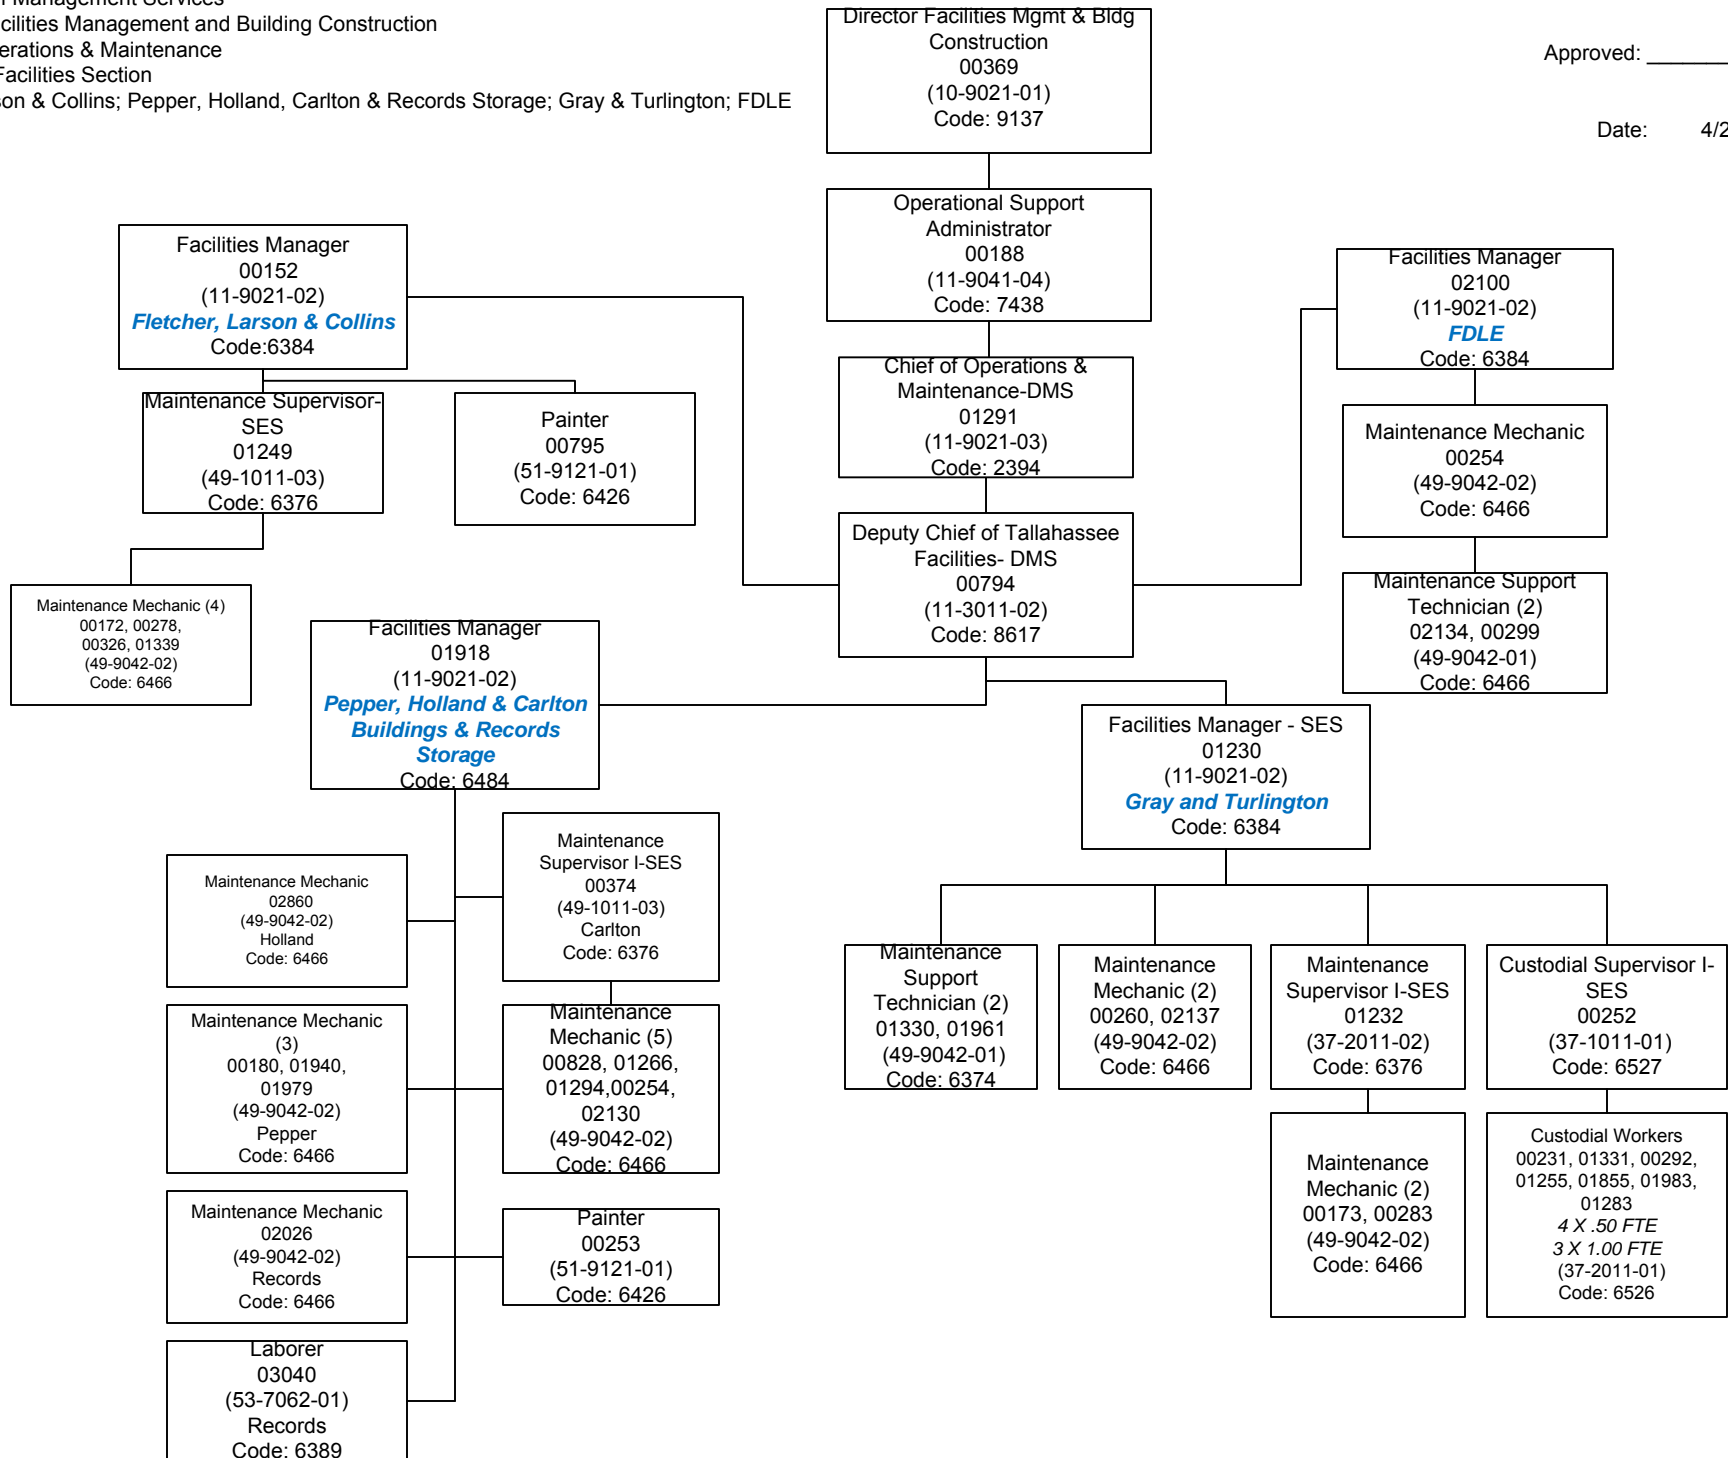 Management Services
cilities Management and Building Construction
erations & Maintenance
Facilities Section
son & Collins; Pepper, Holland, Carlton & Records Storage; Gray & Turlington; FDLE
Approved:
Date: 4/2
Director Facilities Mgmt & Bldg
Construction
00369
(10-9021-01)
Code: 9137
Operational Support
Administrator
00188
(11-9041-04)
Code: 7438
Chief of Operations &
Maintenance-DMS
01291
(11-9021-03)
Code: 2394
Deputy Chief of Tallahassee
Facilities- DMS
00794
(11-3011-02)
Code: 8617
Facilities Manager
00152
(11-9021-02)
Fletcher, Larson & Collins
Code:6384
Maintenance Supervisor-
SES
01249
(49-1011-03)
Code: 6376
Painter
00795
(51-9121-01)
Code: 6426
Maintenance Mechanic (4)
00172, 00278,
00326, 01339
(49-9042-02)
Code: 6466
Facilities Manager
02100
(11-9021-02)
FDLE
Code: 6384
Maintenance Mechanic
00254
(49-9042-02)
Code: 6466
Maintenance Support
Technician (2)
02134, 00299
(49-9042-01)
Code: 6466
Facilities Manager
01918
(11-9021-02)
Pepper, Holland & Carlton
Buildings & Records
Storage
Code: 6484
Maintenance Mechanic
02860
(49-9042-02)
Holland
Code: 6466
Maintenance
Supervisor I-SES
00374
(49-1011-03)
Carlton
Code: 6376
Maintenance Mechanic
(3)
00180, 01940,
01979
(49-9042-02)
Pepper
Code: 6466
Maintenance
Mechanic (5)
00828, 01266,
01294,00254,
02130
(49-9042-02)
Code: 6466
Maintenance Mechanic
02026
(49-9042-02)
Records
Code: 6466
Painter
00253
(51-9121-01)
Code: 6426
Laborer
03040
(53-7062-01)
Records
Code: 6389
Facilities Manager - SES
01230
(11-9021-02)
Gray and Turlington
Code: 6384
Maintenance
Support
Technician (2)
01330, 01961
(49-9042-01)
Code: 6374
Maintenance
Mechanic (2)
00260, 02137
(49-9042-02)
Code: 6466
Maintenance
Supervisor I-SES
01232
(37-2011-02)
Code: 6376
Custodial Supervisor I-
SES
00252
(37-1011-01)
Code: 6527
Maintenance
Mechanic (2)
00173, 00283
(49-9042-02)
Code: 6466
Custodial Workers
00231, 01331, 00292,
01255, 01855, 01983,
01283
4 X .50 FTE
3 X 1.00 FTE
(37-2011-01)
Code: 6526